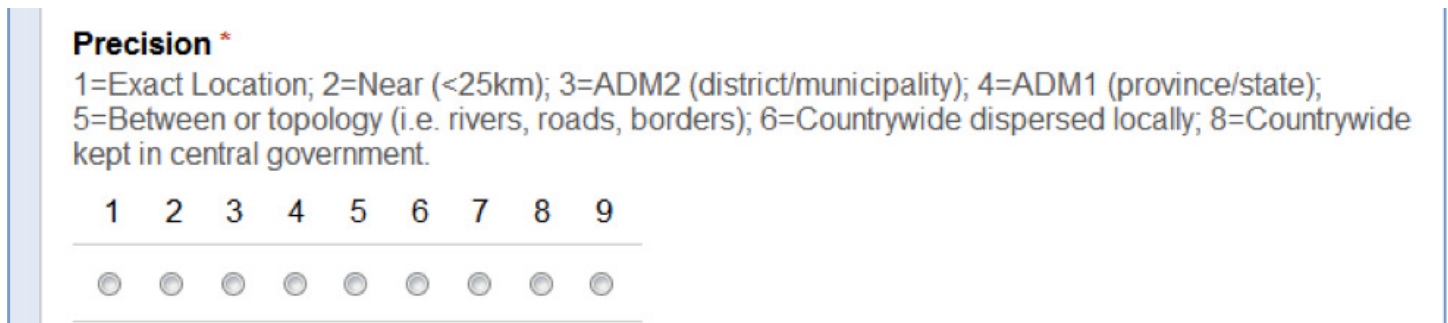 Precision *
1=Exact Location; 2=Near (<25km); 3=ADM2 (district/municipality); 4=ADM1 (province/state);
5=Between or topology (i.e. rivers, roads, borders); 6=Countrywide dispersed locally; 8=Countrywide
kept in central government.
1 2 3 4 5 6 7 8 9